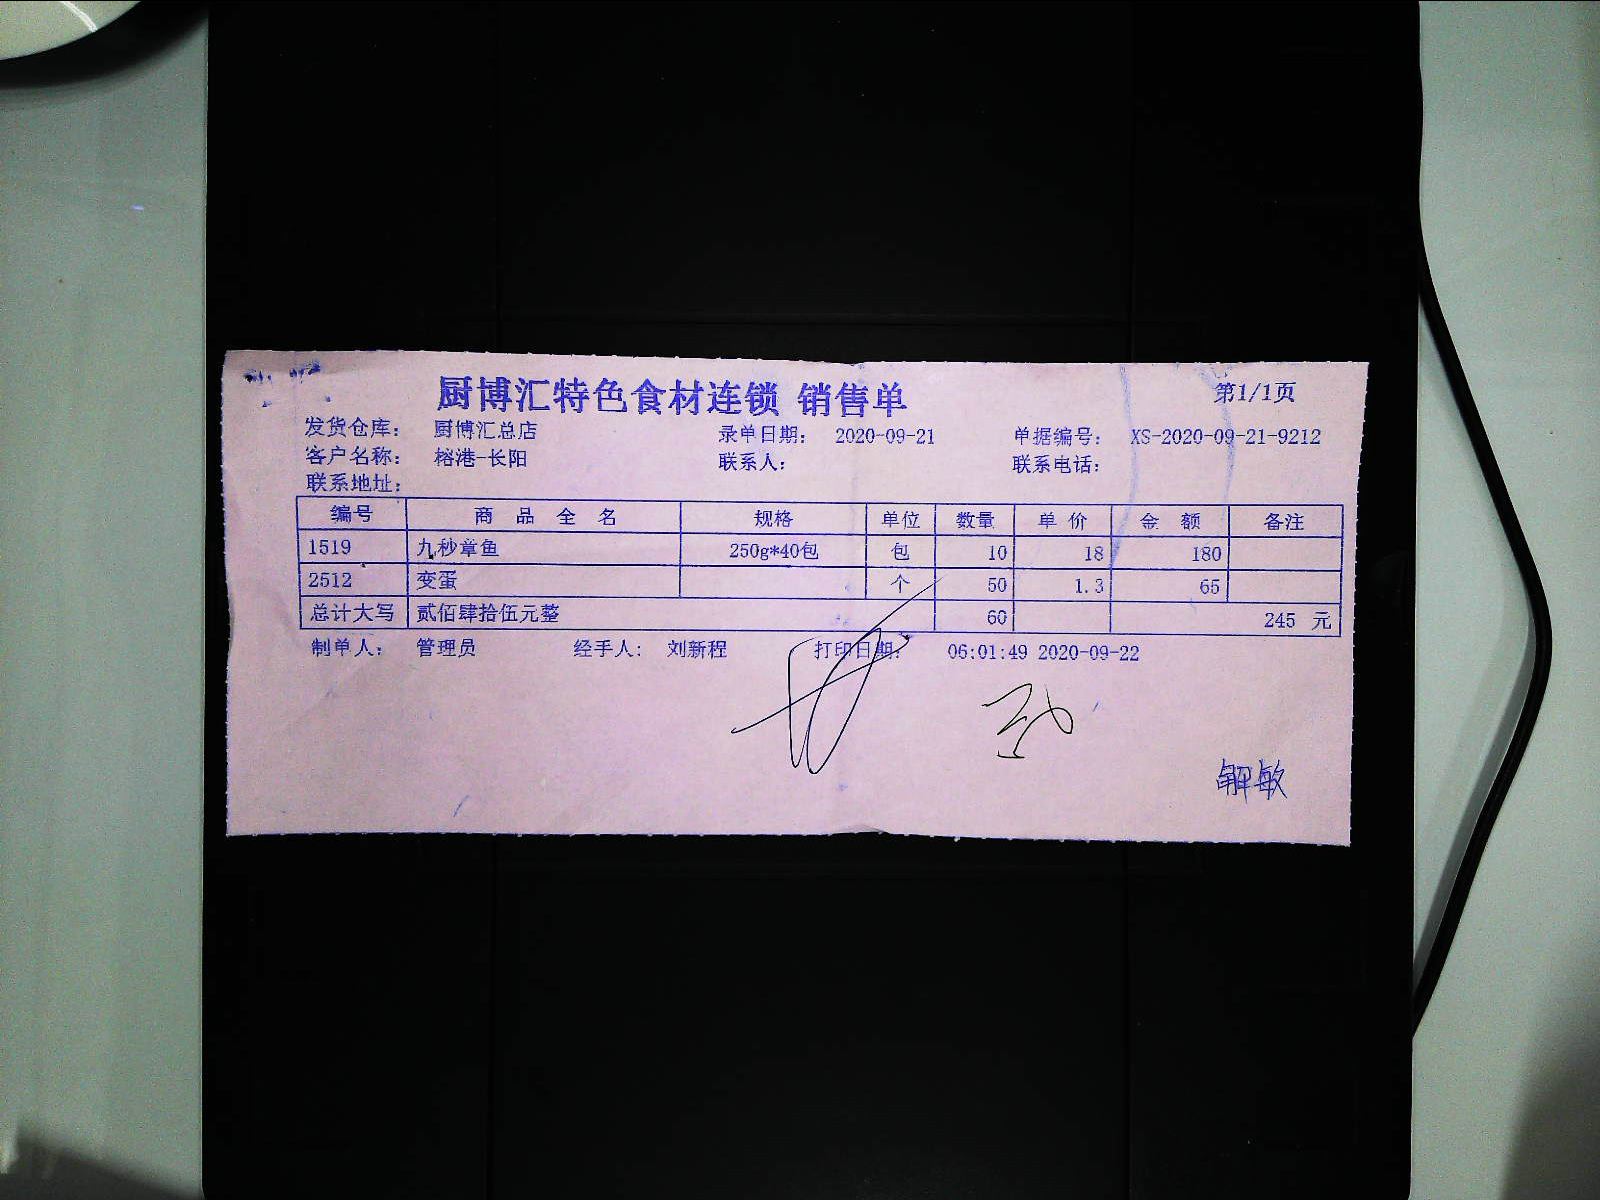 厨博汇特色食材连锁 销售单 第1/1页
发货仓库: 厨博汇总店 录单日期: 2020-09-21 单据编号: XS-2020-09-21-9212
客户名称: 榕港-长阳 联系人: 联系电话:
联系地址:
编号 商品全名 规格 单位 数量 单价 金额 备注
1519 九秒章鱼 250g*40包 包 10 18 180
2512 变蛋 个 50 1.3 65
总计大写 贰佰肆拾伍元整 60 245 元
制单人: 管理员 经手人: 刘新程 打印日期: 06:01:49 2020-09-22
解敏